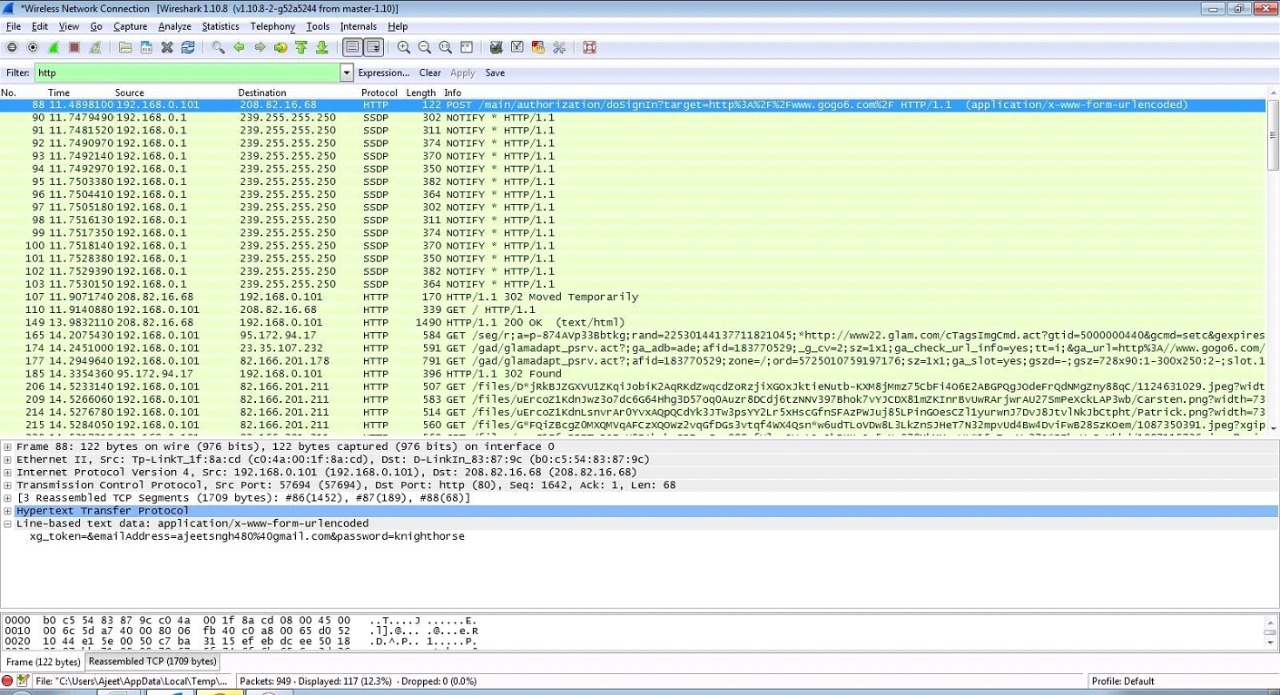 *Wireless Network Connection [Wireshark 1.10.8 (v1.10.8-2-g52a5244 from master-1.10)]
File Edit View Go Capture Analyze Statistics Telephony Tools Internals Help
Filter: http Expression... Clear Apply Save
No. Time Source Destination Protocol Length Info
88 11.4898100 192.168.0.101 208.82.16.68 HTTP 122 POST /main/authorization/doSignIn?target=http%3A%2F%2Fwww.gogo6.com%2F HTTP/1.1 (application/x-www-form-urlencoded)
90 11.7479490 192.168.0.1 239.255.255.250 SSDP 302 NOTIFY * HTTP/1.1
91 11.7481520 192.168.0.1 239.255.255.250 SSDP 311 NOTIFY * HTTP/1.1
92 11.7490970 192.168.0.1 239.255.255.250 SSDP 374 NOTIFY * HTTP/1.1
93 11.7492140 192.168.0.1 239.255.255.250 SSDP 370 NOTIFY * HTTP/1.1
94 11.7492970 192.168.0.1 239.255.255.250 SSDP 350 NOTIFY * HTTP/1.1
95 11.7503380 192.168.0.1 239.255.255.250 SSDP 382 NOTIFY * HTTP/1.1
96 11.7504410 192.168.0.1 239.255.255.250 SSDP 364 NOTIFY * HTTP/1.1
97 11.7505180 192.168.0.1 239.255.255.250 SSDP 302 NOTIFY * HTTP/1.1
98 11.7516130 192.168.0.1 239.255.255.250 SSDP 311 NOTIFY * HTTP/1.1
99 11.7517350 192.168.0.1 239.255.255.250 SSDP 374 NOTIFY * HTTP/1.1
100 11.7518140 192.168.0.1 239.255.255.250 SSDP 370 NOTIFY * HTTP/1.1
101 11.7528380 192.168.0.1 239.255.255.250 SSDP 350 NOTIFY * HTTP/1.1
102 11.7529390 192.168.0.1 239.255.255.250 SSDP 382 NOTIFY * HTTP/1.1
103 11.7530150 192.168.0.1 239.255.255.250 SSDP 364 NOTIFY * HTTP/1.1
107 11.9071740 208.82.16.68 192.168.0.101 HTTP 170 HTTP/1.1 302 Moved Temporarily
110 11.9140880 192.168.0.101 208.82.16.68 HTTP 339 GET / HTTP/1.1
149 13.9832110 208.82.16.68 192.168.0.101 HTTP 1490 HTTP/1.1 200 OK (text/html)
165 14.2075430 192.168.0.101 95.172.94.17 HTTP 584 GET /seg/r;a=p-874AVp33Bbtkg;rand=22530144137711821045;*http://www22.glam.com/cTagsImgCmd.act?gtid=5000000440&gcmd=setc&gexpires
174 14.2451000 192.168.0.101 23.35.107.232 HTTP 591 GET /gad/glamadapt_psrv.act?;ga_adb=ade;afid=183770529;_g_cv=2;sz=1x1;ga_check_url_info=yes;tt=i;&ga_url=http%3A//www.gogo6.com/
177 14.2949640 192.168.0.101 82.166.201.178 HTTP 791 GET /gad/glamadapt_psrv.act?;afid=183770529;zone=/;ord=5725010759197176;sz=1x1;ga_slot=yes;gszd=-;gsz=728x90:1-300x250:2-;slot.1
185 14.3354360 95.172.94.17 192.168.0.101 HTTP 396 HTTP/1.1 302 Found
206 14.5233140 192.168.0.101 82.166.201.211 HTTP 507 GET
209 14.5266060 192.168.0.101 82.166.201.211 HTTP 583 GET
212 14.5276780 192.168.0.101 82.166.201.211 HTTP 560 GET
214 14.5276780 192.168.0.101 82.166.201.211 HTTP 514 GET
215 14.5284630 192.168.0.101 82.166.201.211 HTTP 560 GET
Frame 88: 122 bytes on wire (976 bits), 122 bytes captured (976 bits) on interface 0
Ethernet II, Src: Tp-LinkT_1f:8a:cd (c0:4a:00:1f:8a:cd), Dst: D-LinkIn_83:87:9c (b0:c5:54:83:87:9c)
Internet Protocol Version 4, Src: 192.168.0.101 (192.168.0.101), Dst: 208.82.16.68 (208.82.16.68)
Transmission Control Protocol, Src Port: 57694 (57694), Dst Port: http (80), Seq: 1642, Ack: 1, Len: 68
[3 Reassembled TCP Segments (1709 bytes): #86(1452), #87(189), #88(68)]
Hypertext Transfer Protocol
Line-based text data: application/x-www-form-urlencoded
xg_token=&emailAddress=ajeetsngh480%40gmail.com&password=knighthorse
0000 b0 c5 54 83 87 9c c0 4a 00 1f 8a cd 08 00 45 00 ..T....J ......E.
0010 00 6c 5d a7 40 00 80 06 fb 40 c0 a8 00 65 d0 52 .l].@... .@...e.R
0020 10 44 e1 5e 00 50 c7 ba 31 15 ef eb dc ee 50 18 .D.^.P.. 1.....P.
Frame (122 bytes) Reassembled TCP (1709 bytes)
File: "C:\Users\Ajeet\AppData\Local\Temp\... Packets: 949 · Displayed: 117 (12.3%) · Dropped: 0 (0.0%) Profile: Default